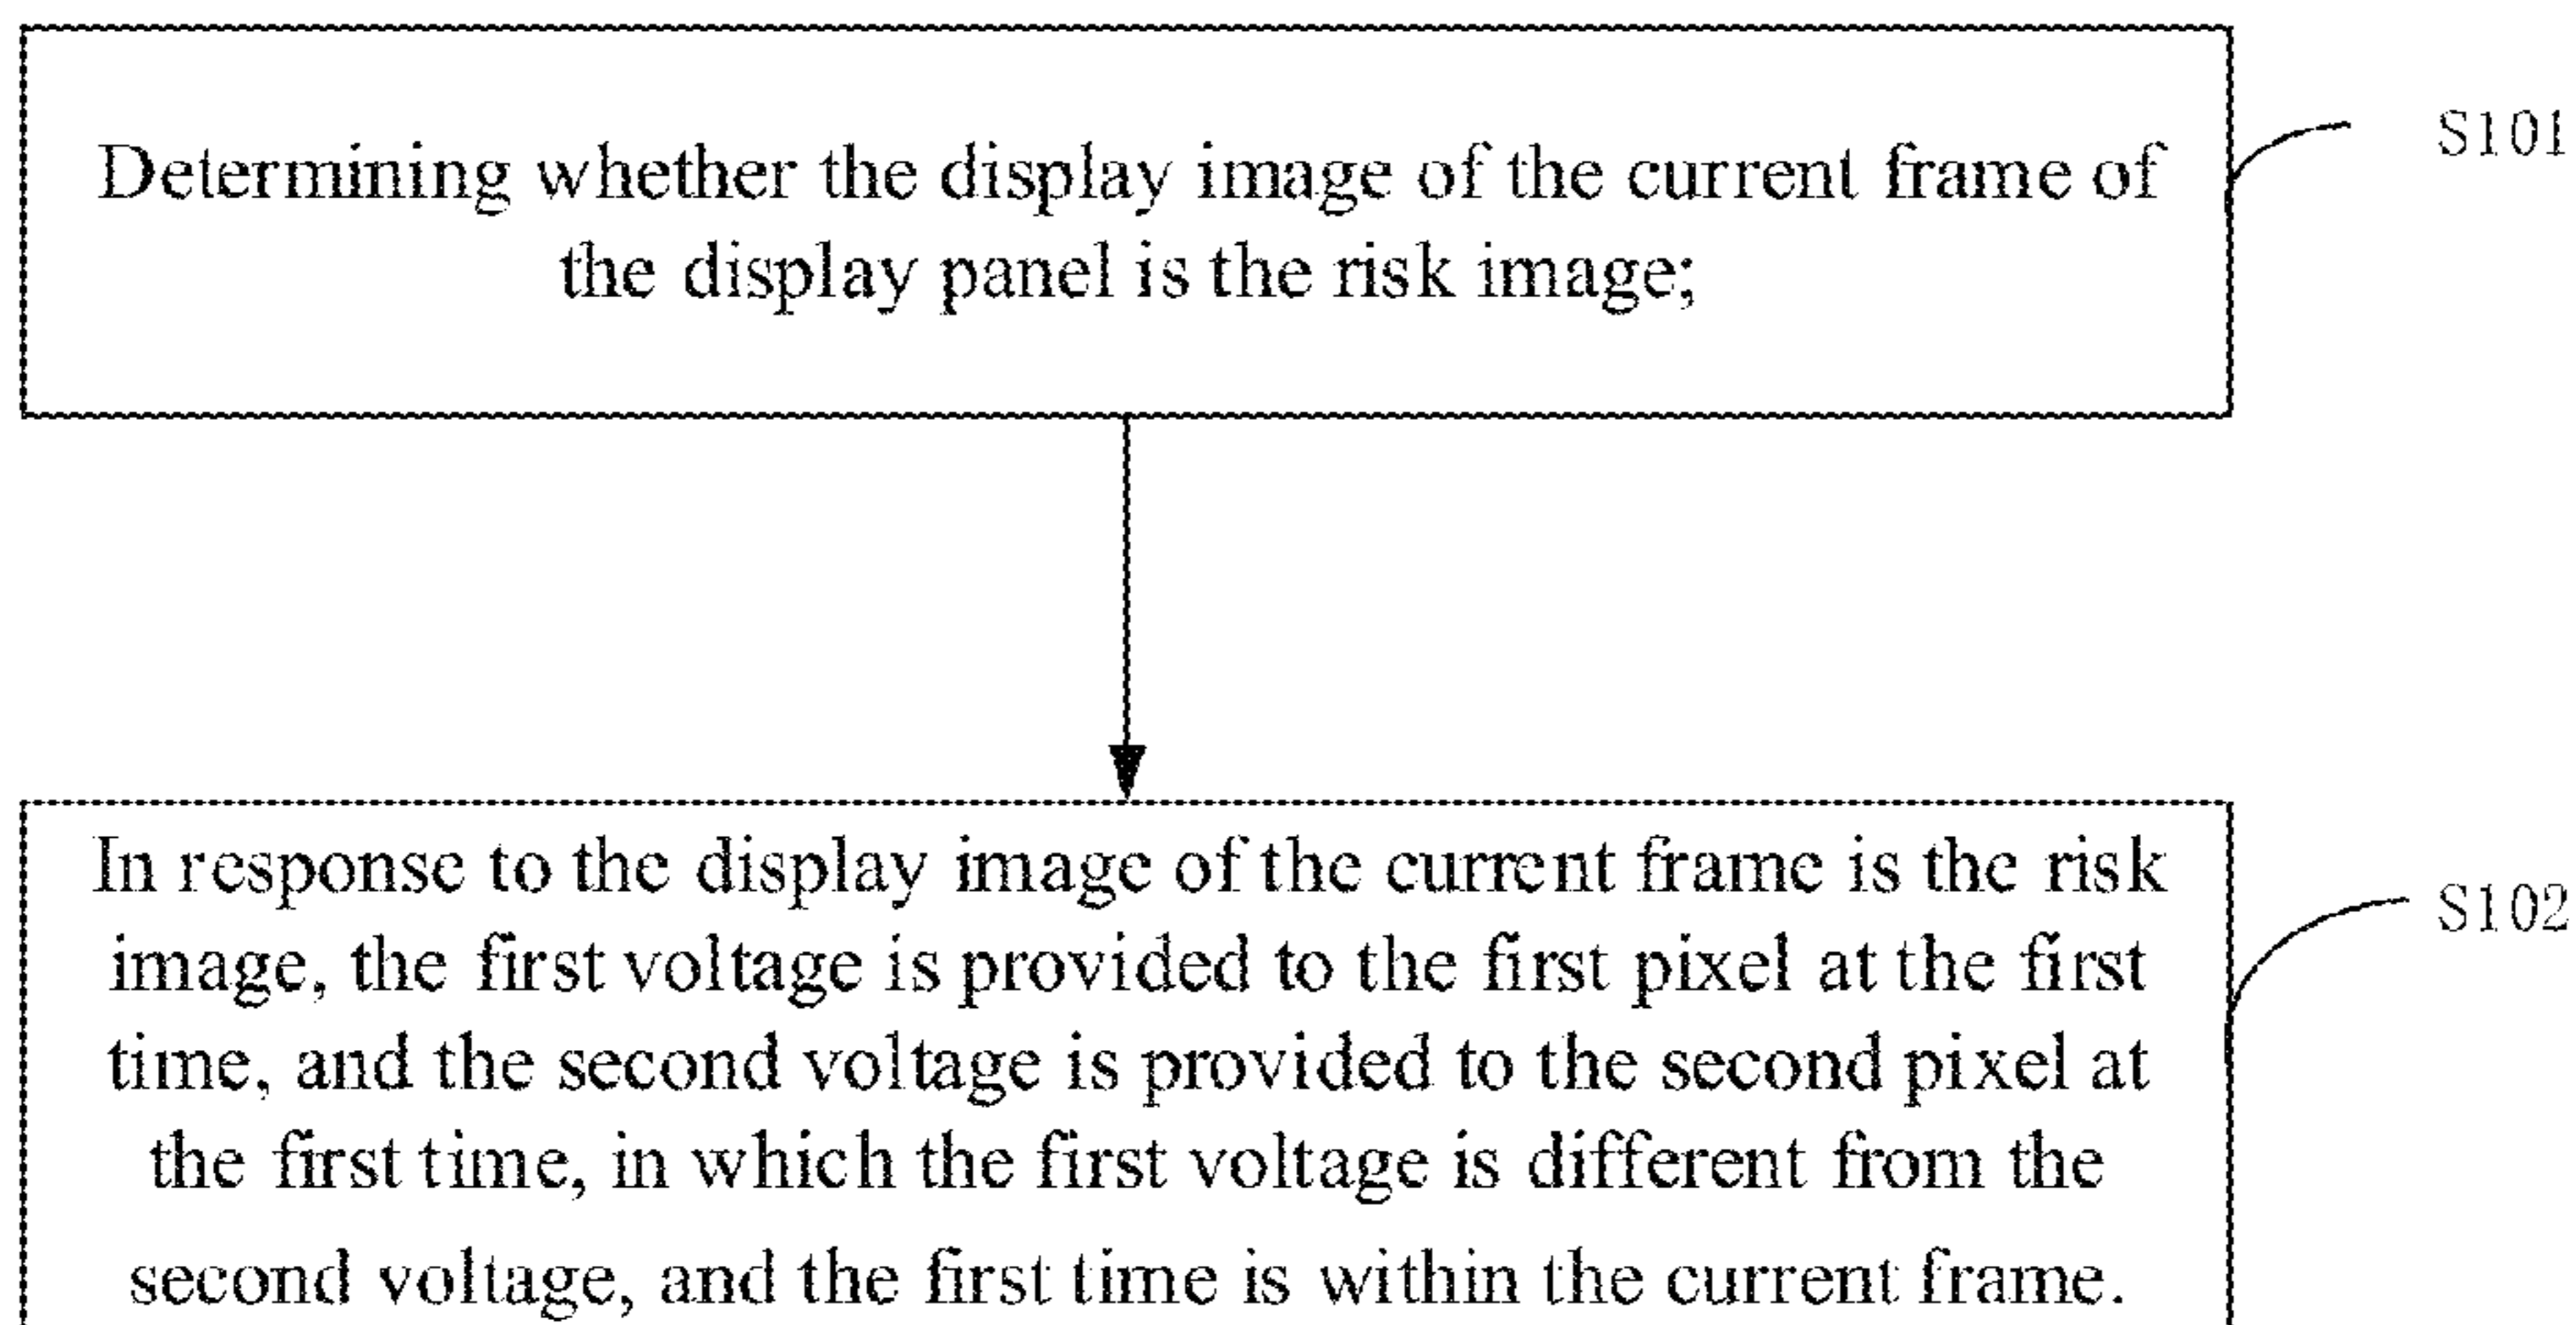 Determining whether the display image of the current frame of
the display panel is the risk image;
S101
In response to the display image of the current frame is the risk
image, the first voltage is provided to the first pixel at the first
time, and the second voltage is provided to the second pixel at
the first time, in which the first voltage is different from the
second voltage, and the first time is within the current frame.
S102